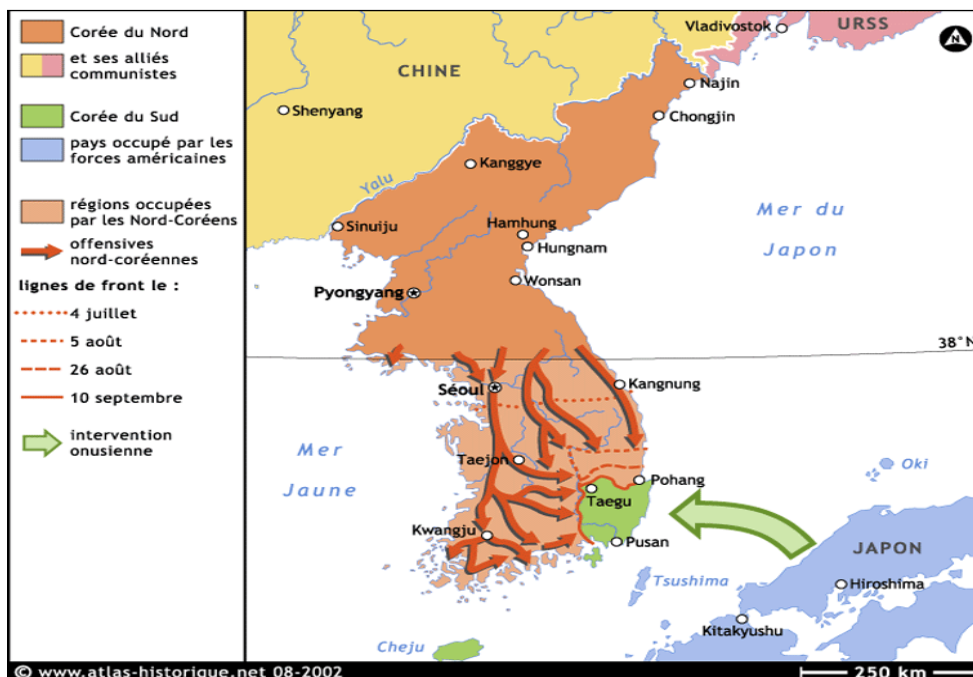 Corée du Nord
et ses alliés
communistes
Corée du Sud
pays occupé par les
forces américaines
régions occupées
par les Nord-Coréens
offensives
nord-coréennes
lignes de front le :
4 juillet
5 août
26 août
10 septembre
intervention
onusienne
URSS
Vladivostok
N
CHINE
Najin
Shenyang
Chongjin
Kanggye
Yalu
Mer du
Japon
Sinuiju
Hamhung
Hungnam
Wonsan
Pyongyang
38°N
Séoul
Kangnung
Mer
Jaune
Taejon
Oki
Pohang
Taegu
Kwangju
Pusan
JAPON
Tsushima
Hiroshima
Kitakyushu
Cheju
© www.atlas-historique.net 08-2002
250 km